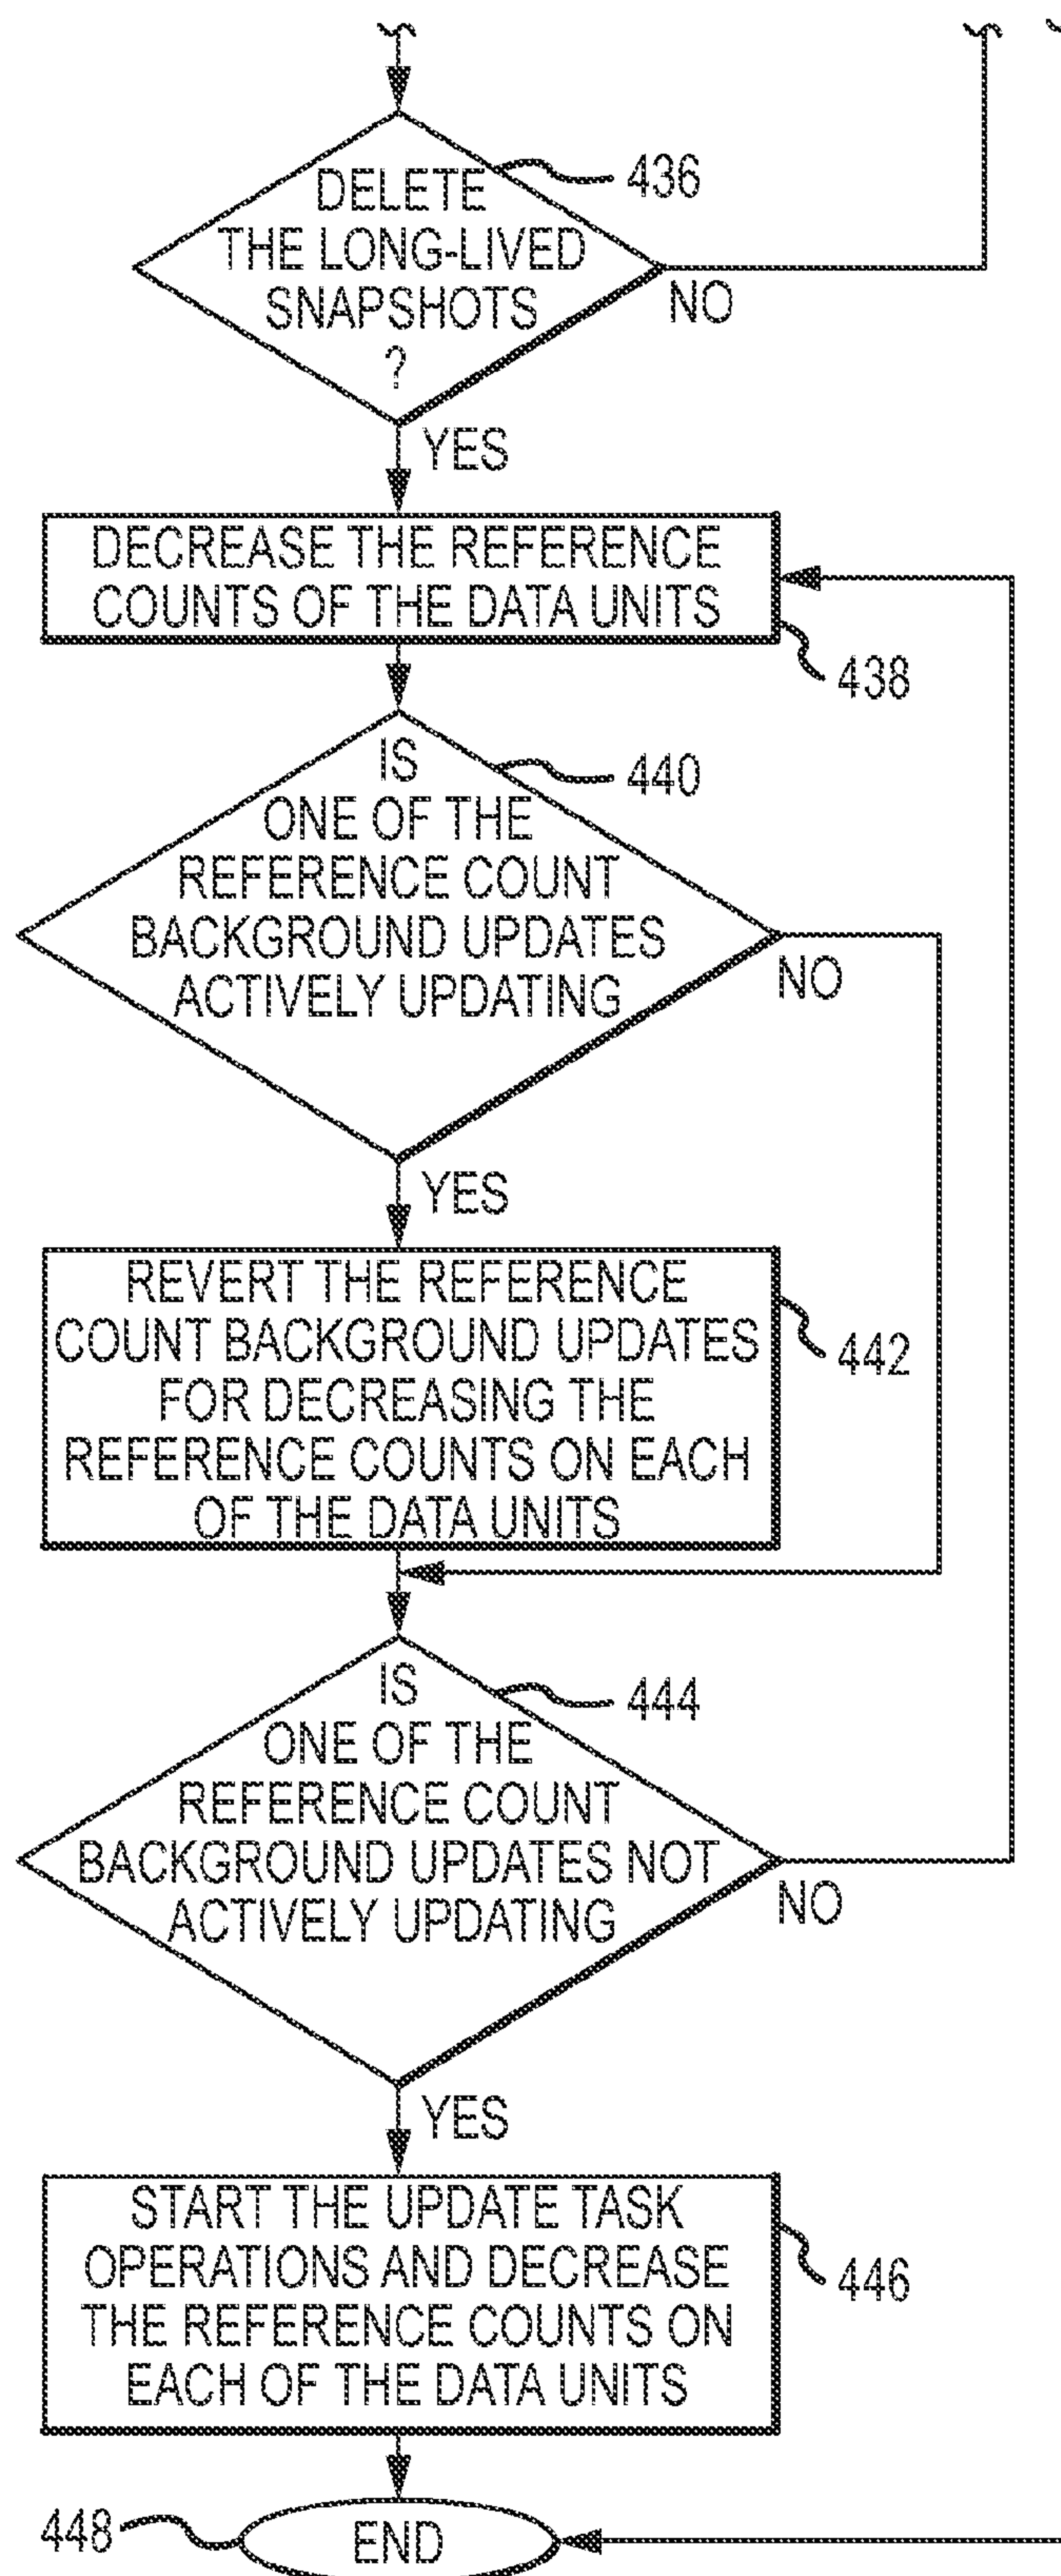 DELETE
THE LONG-LIVED
SNAPSHOTS
?
436
NO
YES
DECREASE THE REFERENCE
COUNTS OF THE DATA UNITS
438
IS
ONE OF THE
REFERENCE COUNT
BACKGROUND UPDATES
ACTIVELY UPDATING
440
NO
YES
REVERT THE REFERENCE
COUNT BACKGROUND UPDATES
FOR DECREASING THE
REFERENCE COUNTS ON EACH
OF THE DATA UNITS
442
IS
ONE OF THE
REFERENCE COUNT
BACKGROUND UPDATES NOT
ACTIVELY UPDATING
444
NO
YES
START THE UPDATE TASK
OPERATIONS AND DECREASE
THE REFERENCE COUNTS ON
EACH OF THE DATA UNITS
446
448
END